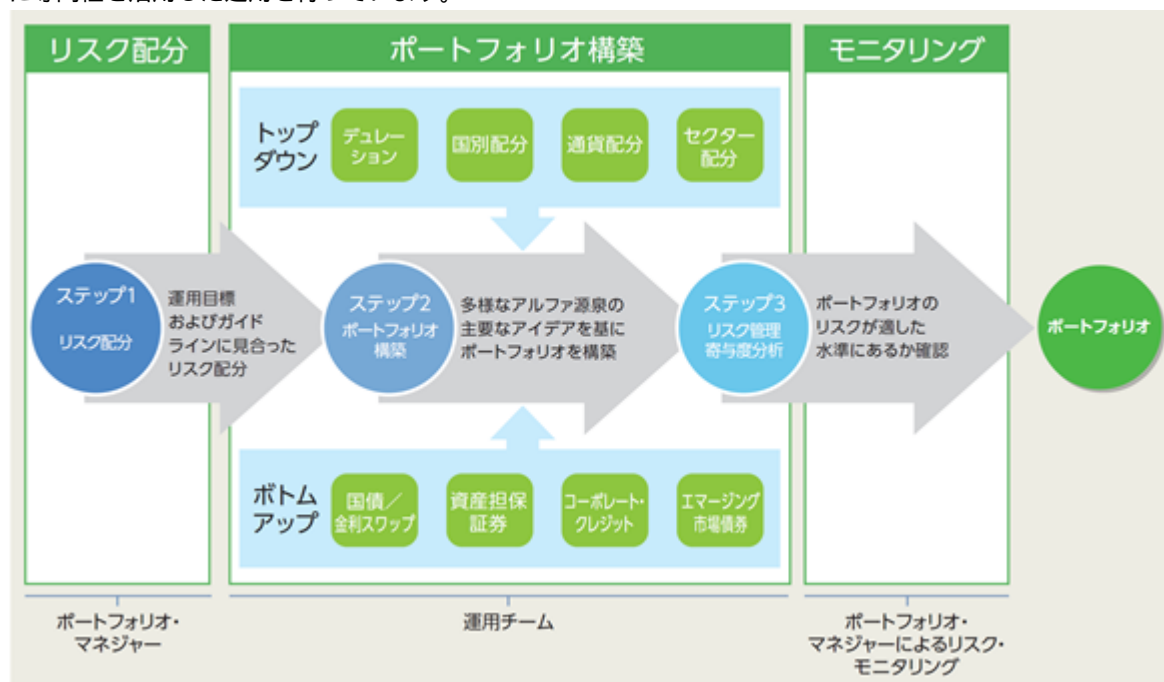 リスク配分
ポートフォリオ構築
モニタリング
トップ
ダウン
デュレー
ション
国別配分
通貨配分
セクター
配分
ステップ1
リスク配分
運用目標
およびガイド
ラインに見合った
リスク配分
ステップ2
ポートフォリオ
構築
多様なアルファ源泉の
主要なアイデアを基に
ポートフォリオを構築
ステップ3
リスク管理
寄与度分析
ポートフォリオの
リスクが適した
水準にあるか確認
ポートフォリオ
ボトム
アップ
国債／
金利スワップ
資産担保
証券
コーポレート・
クレジット
エマージング
市場債券
ポートフォリオ・
マネジャー
運用チーム
ポートフォリオ・
マネジャーによるリスク・
モニタリング